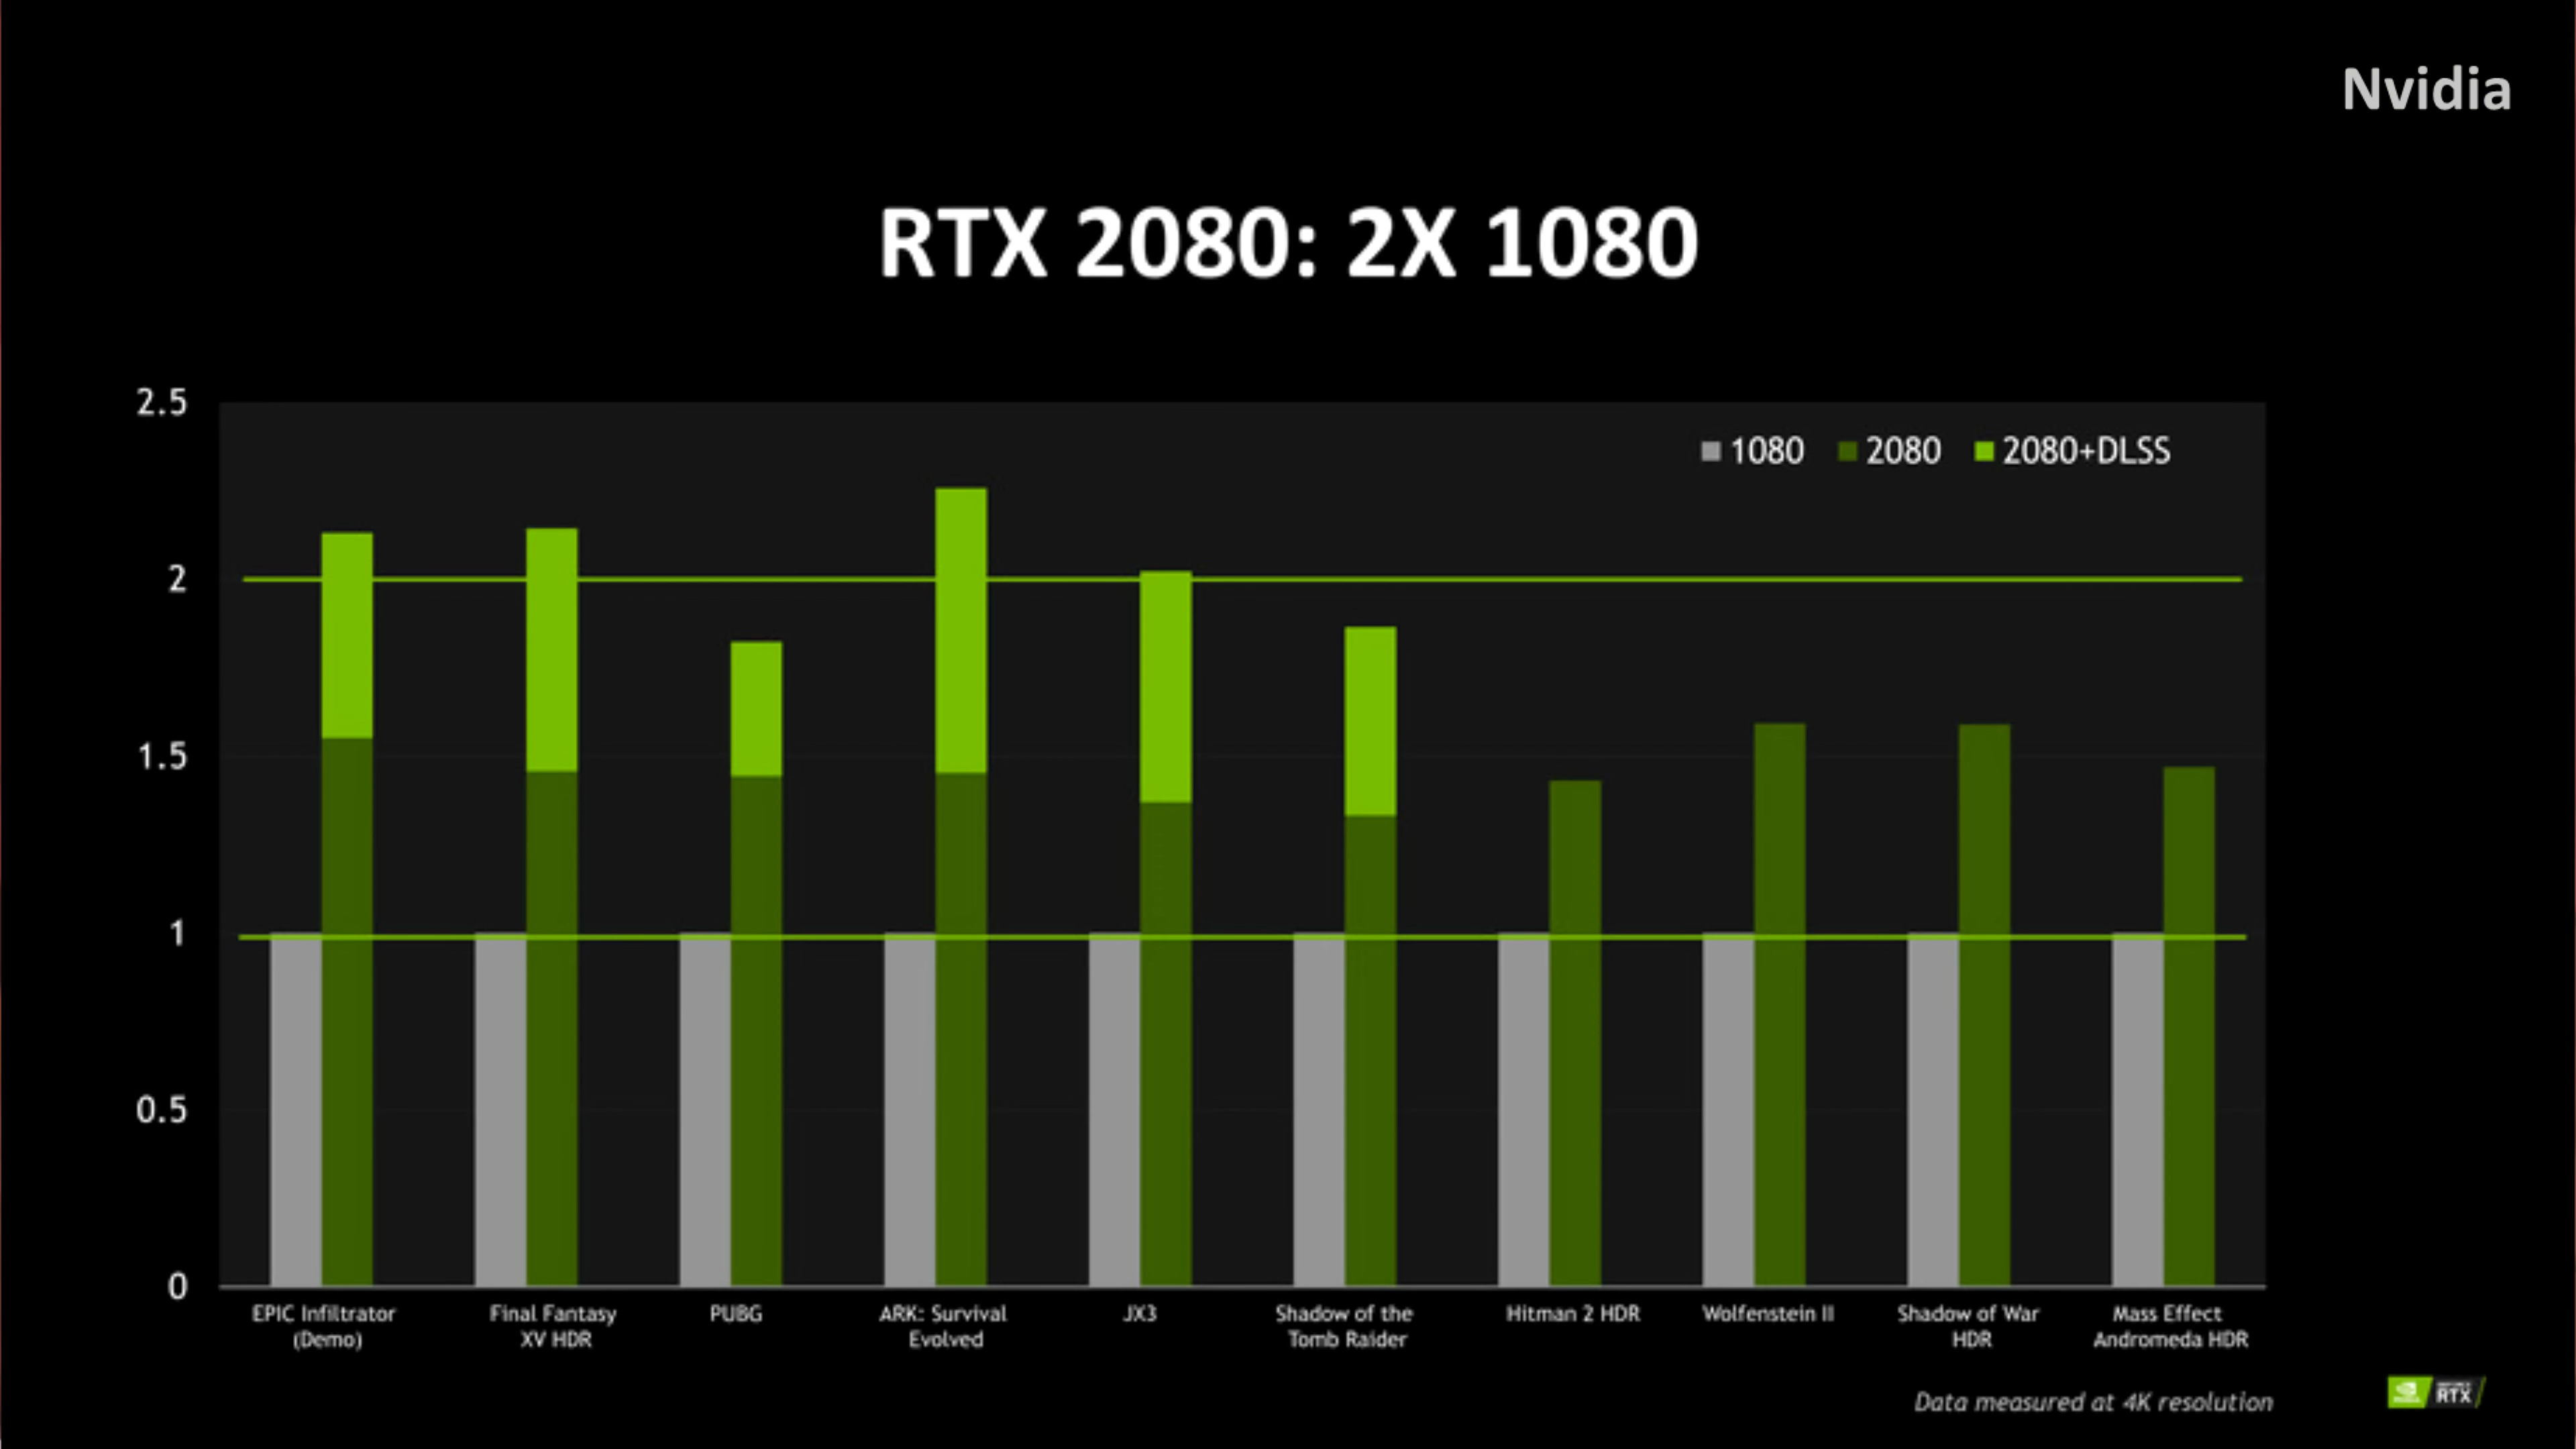 Nvidia
RTX 2080: 2X 1080
2.5
2
1.5
1
0.5
0
1080 2080 2080+DLSS
EPIC Infiltrator
(Demo)
Final Fantasy
XV HDR
PUBG
ARK: Survival
Evolved
JX3
Shadow of the
Tomb Raider
Hitman 2 HDR
Wolfenstein II
Shadow of War
HDR
Mass Effect
Andromeda HDR
Data measured at 4K resolution
RTX